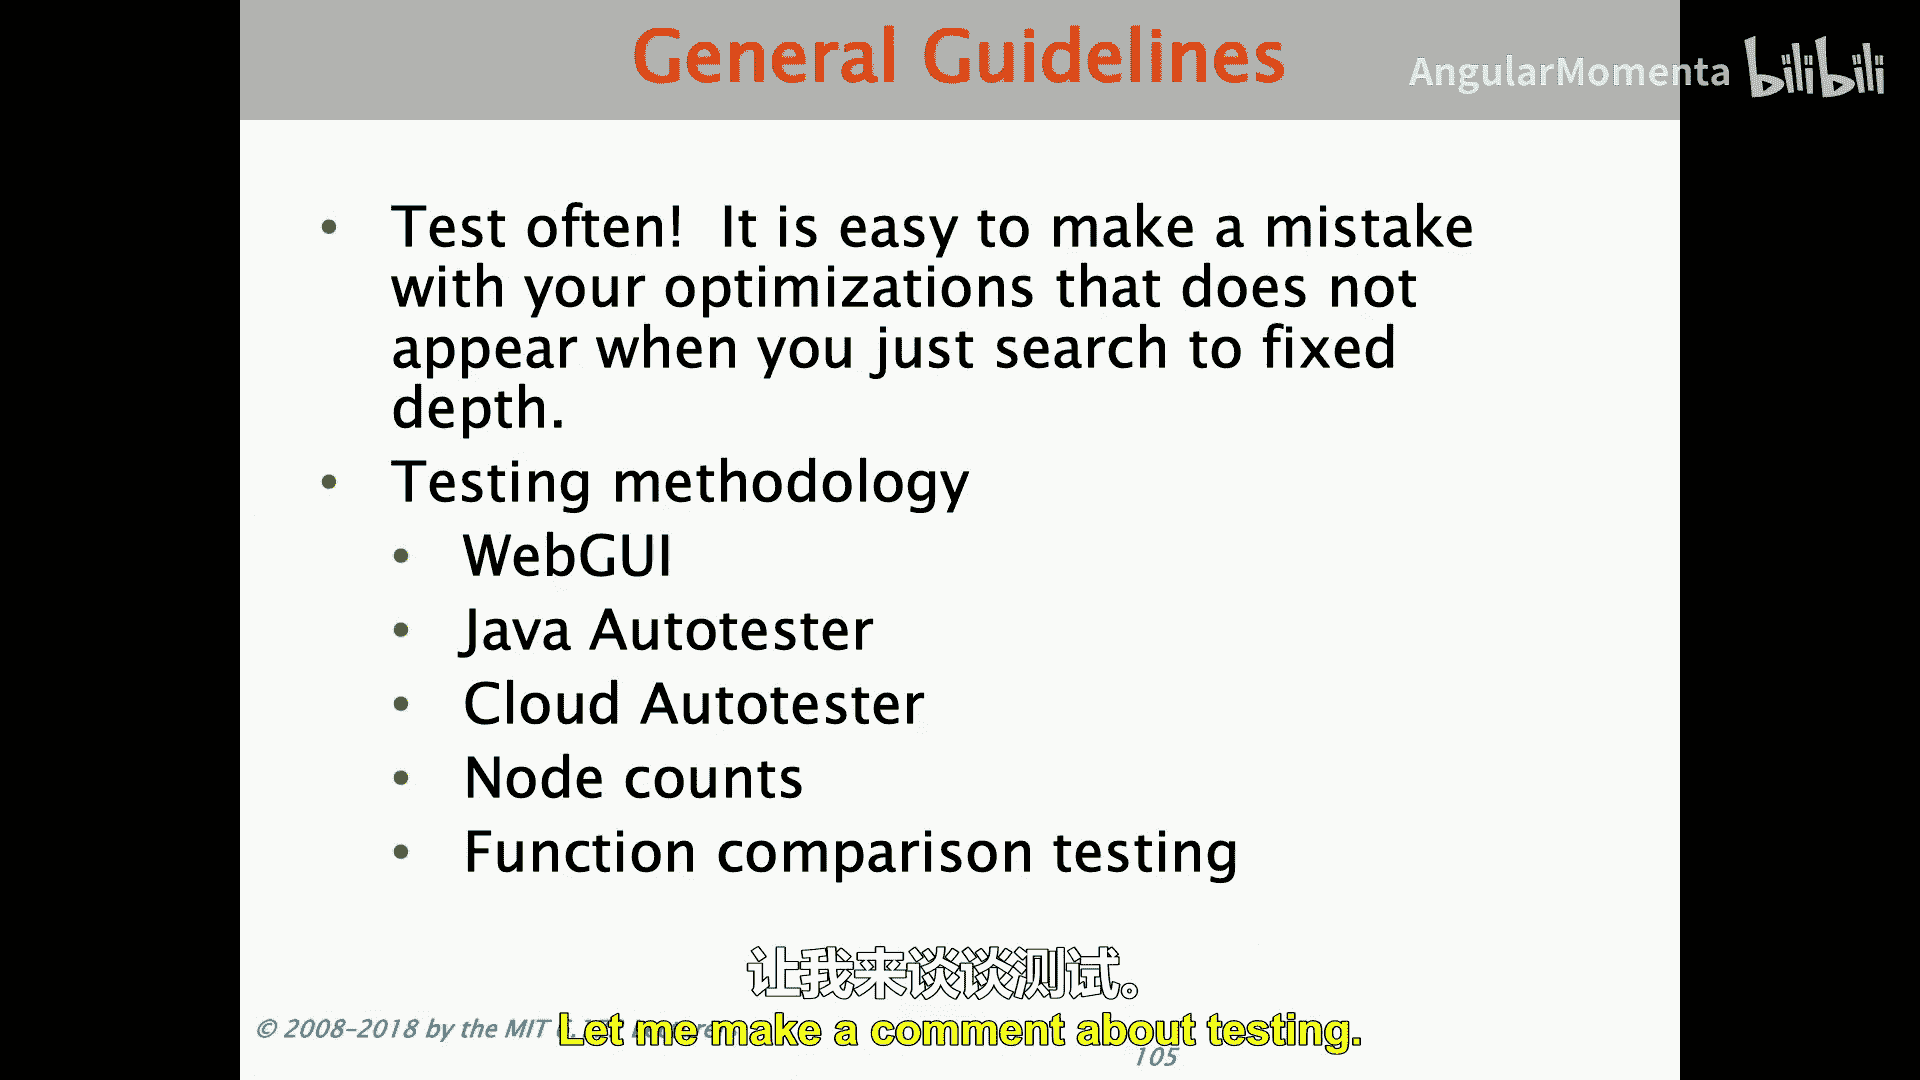 General Guidelines
AngularMomenta bilibili
• Test often! It is easy to make a mistake
with your optimizations that does not
appear when you just search to fixed
depth.
• Testing methodology
• WebGUI
• Java Autotester
• Cloud Autotester
• Node counts
• Function comparison testing
让我来谈谈测试。
© 2008–2018 by the MIT
Let me make a comment about testing.
105